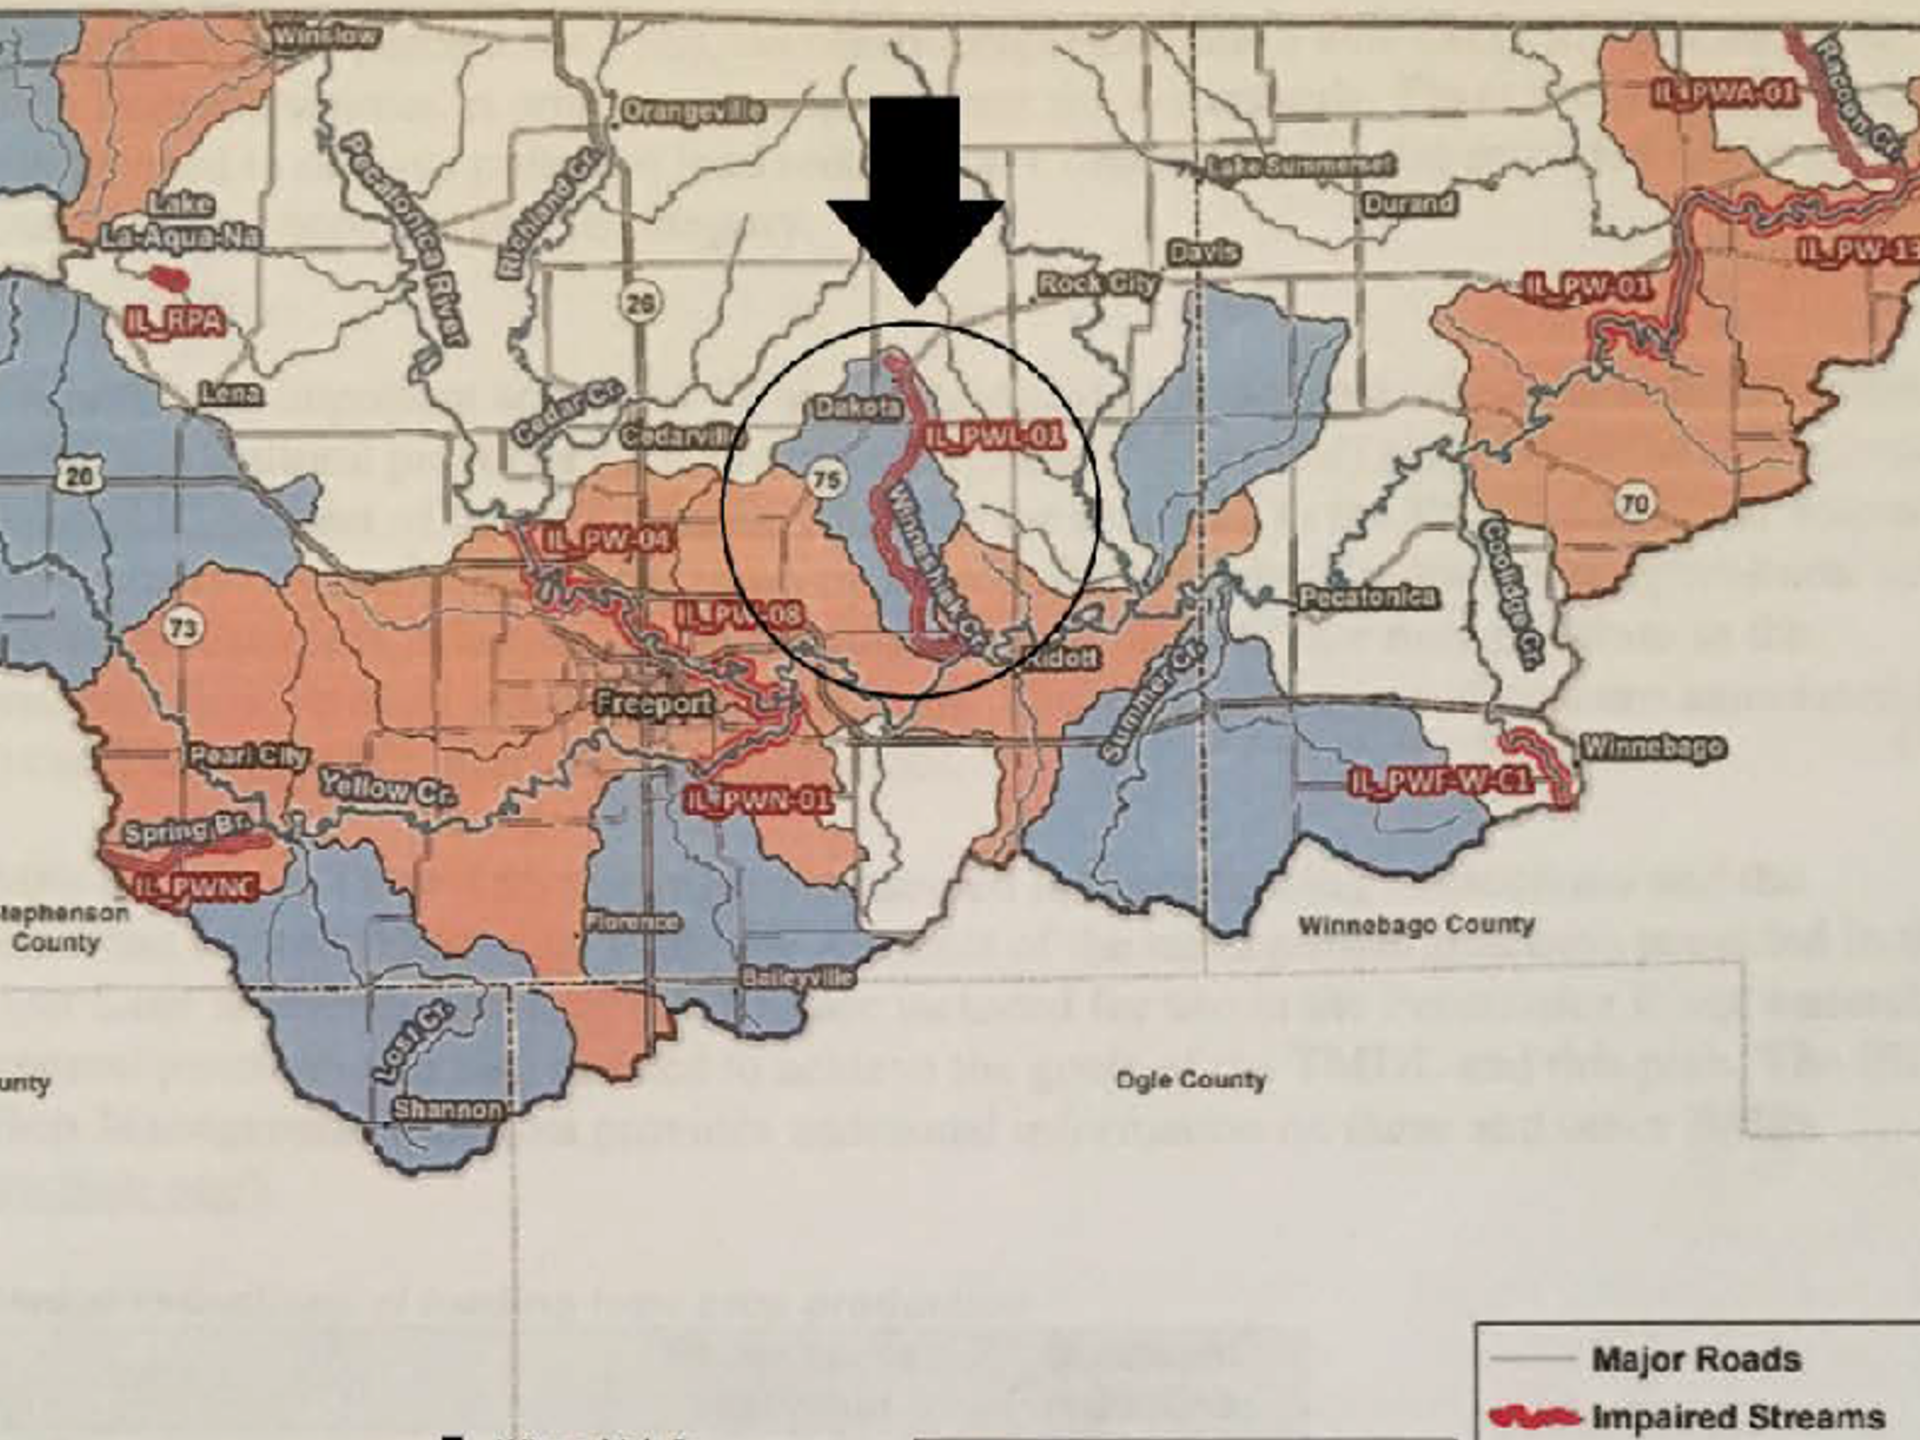 Winslow
Orangeville
IL_PWA-01
Raccoon Cr.
Pecatonica River
Richland Cr.
Lake Summerset
Durand
Lake
La-Aqua-Na
Davis
IL_PW-13
Rock City
IL_PW-01
26
IL_RPA
Lena
Cedar Cr.
Dakota
Cedarville
IL_PWL-01
20
75
70
Winneshiek Cr.
IL_PW-04
Coolidge Cr.
Pecatonica
IL_PW-08
73
Ridott
Sumner Cr.
Freeport
Pearl City
Winnebago
Yellow Cr.
IL_PWF-W-C1
IL_PWN-01
Spring Br.
IL_PWNC
Stephenson
County
Florence
Winnebago County
Baileyville
Lost Cr.
Ogle County
unty
Shannon
Major Roads
Impaired Streams